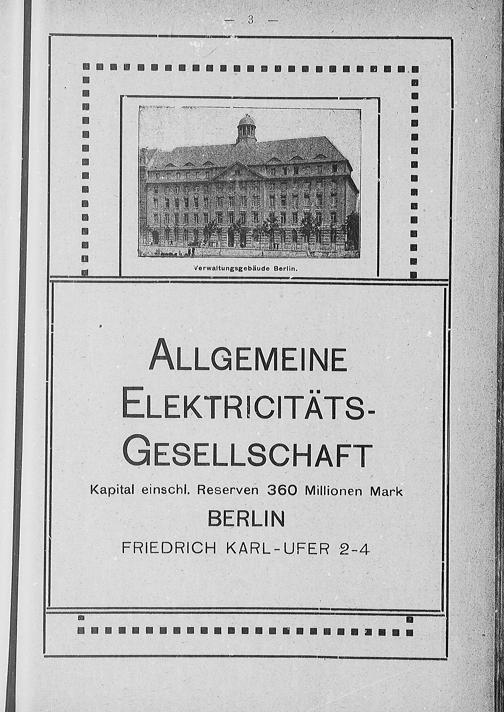 — 3 —
Verwaltungsgebäude Berlin.
ALLGEMEINE
ELEKTRICITÄTS-
GESELLSCHAFT
Kapital einschl. Reserven 360 Millionen Mark
BERLIN
FRIEDRICH KARL-UFER 2-4